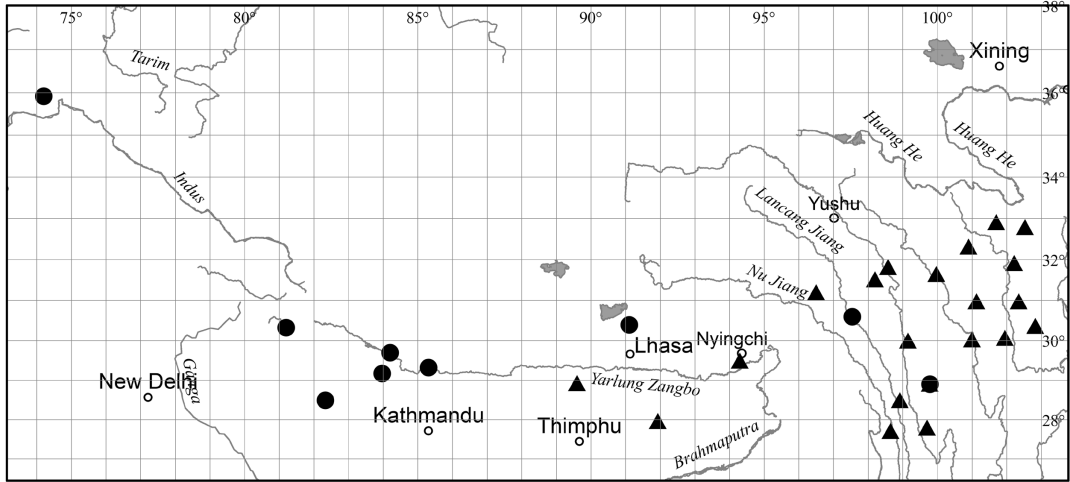 75°
80°
85°
90°
95°
100°
38°
Xining
Tarim
36°
Huang He
Huang He
Indus
34°
Lancang Jiang
Yushu
32°
Nu Jiang
30°
Lhasa
Nyingchi
Ganga
New Delhi
Yarlung Zangbo
Kathmandu
Thimphu
28°
Brahmaputra